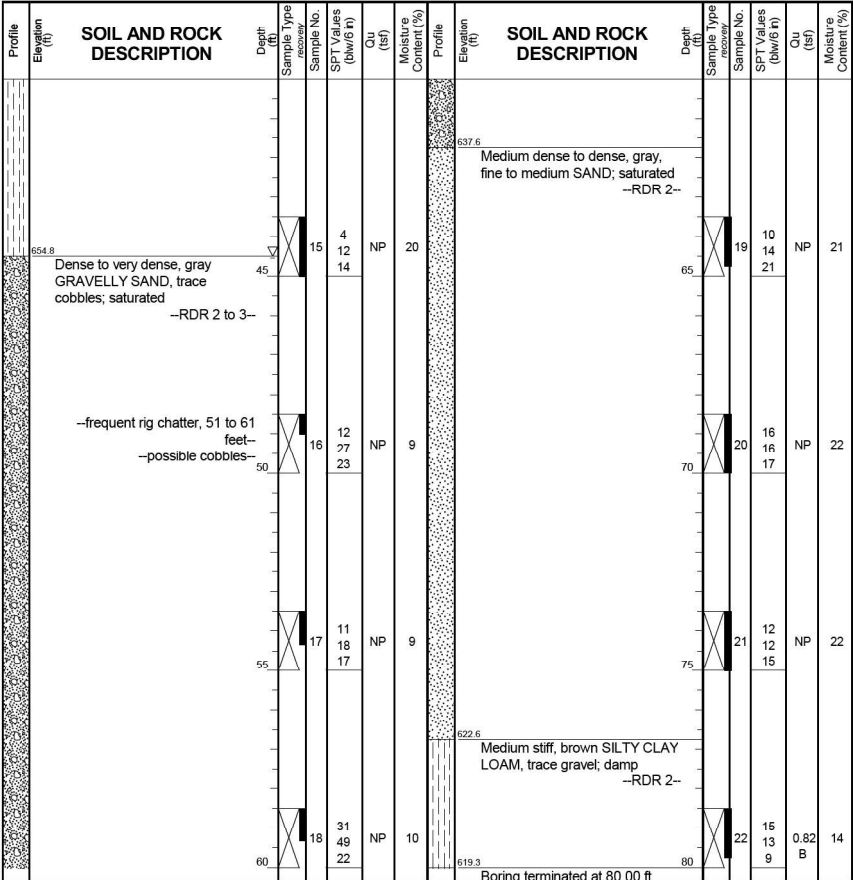 Profile
Elevation (ft)
SOIL AND ROCK
DESCRIPTION
Depth (ft)
Sample Type
recovery
Sample No.
SPT Values
(blw/6 in)
Qu
(tsf)
Moisture
Content (%)
654.8
Dense to very dense, gray
GRAVELLY SAND, trace
cobbles; saturated
--RDR 2 to 3--
--frequent rig chatter, 51 to 61
feet--
--possible cobbles--
45
15
4
12
14
NP
20
50
16
12
27
23
NP
9
55
17
11
18
17
NP
9
60
18
31
49
22
NP
10
Profile
Elevation (ft)
SOIL AND ROCK
DESCRIPTION
Depth (ft)
Sample Type
recovery
Sample No.
SPT Values
(blw/6 in)
Qu
(tsf)
Moisture
Content (%)
637.6
Medium dense to dense, gray,
fine to medium SAND; saturated
--RDR 2--
65
19
10
14
21
NP
21
70
20
16
16
17
NP
22
75
21
12
12
15
NP
22
622.6
Medium stiff, brown SILTY CLAY
LOAM, trace gravel; damp
--RDR 2--
22
15
13
9
0.82
B
14
619.3
80
Boring terminated at 80.00 ft